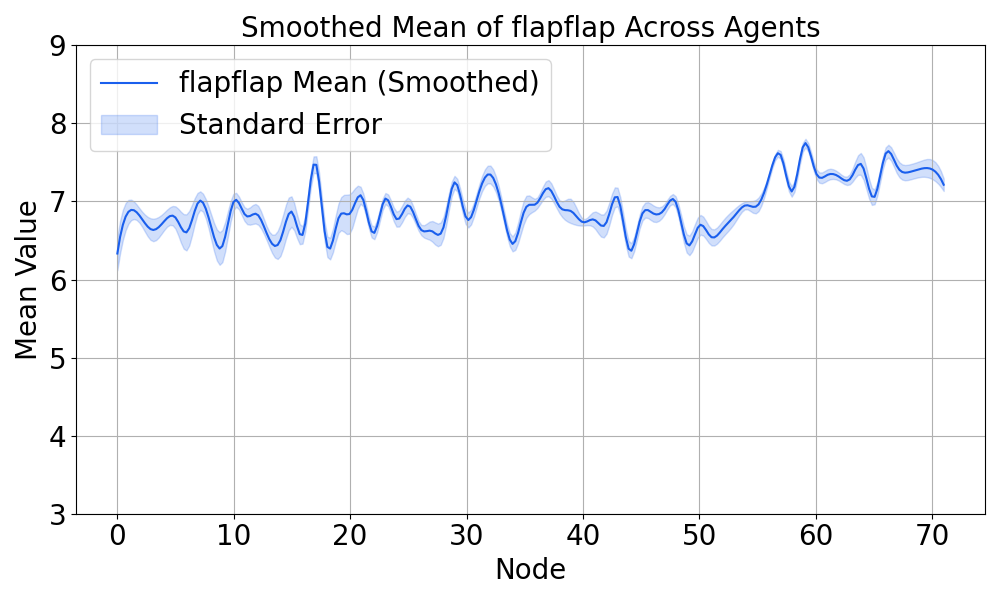 Smoothed Mean of flapflap Across Agents
flapflap Mean (Smoothed)
Standard Error
Mean Value
9
8
7
6
5
4
3
0 10 20 30 40 50 60 70
Node